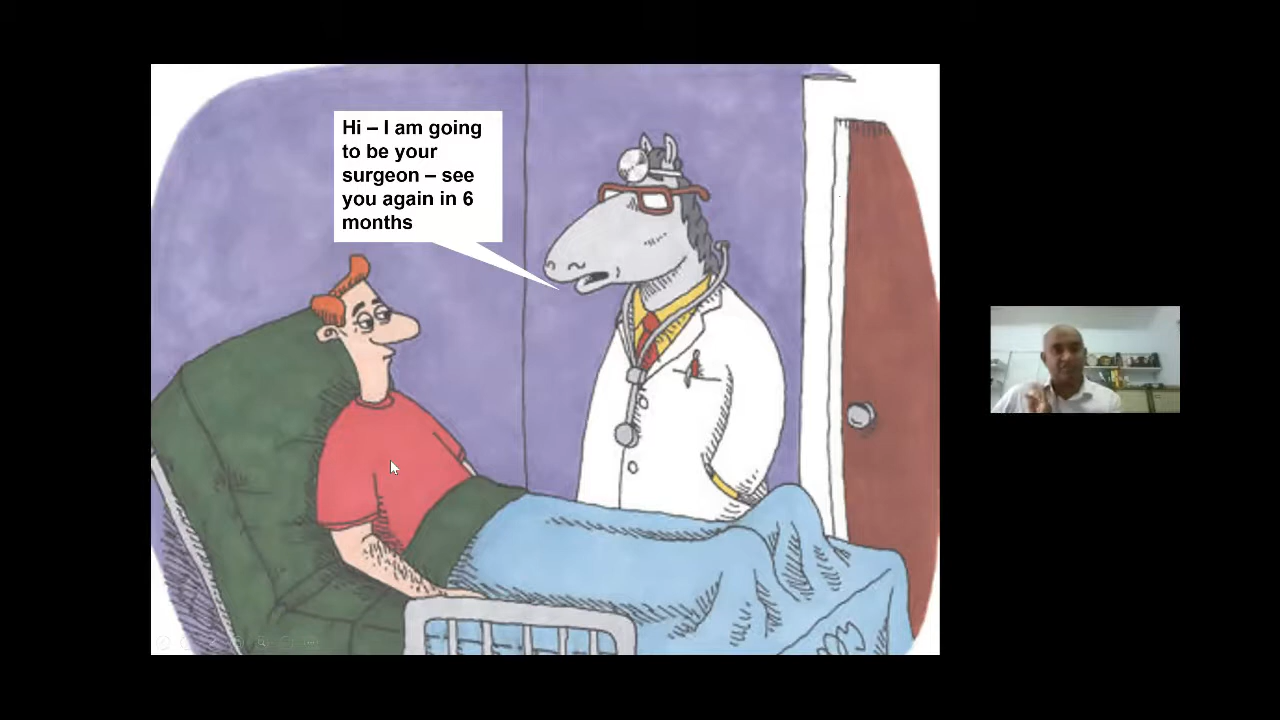 Hi – I am going
to be your
surgeon – see
you again in 6
months